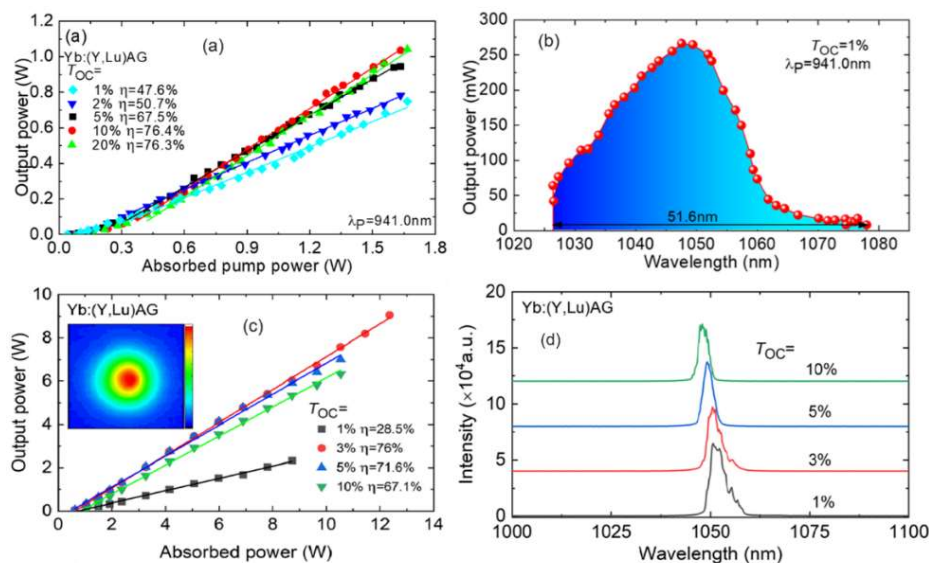 (a)
(a)
Yb:(Y,Lu)AG
TOC=
1% η=47.6%
2% η=50.7%
5% η=67.5%
10% η=76.4%
20% η=76.3%
λP=941.0nm
Output power (W)
1.2
1.0
0.8
0.6
0.4
0.2
0.0
0.0 0.3 0.6 0.9 1.2 1.5 1.8
Absorbed pump power (W)
(b)
TOC=1%
λP=941.0nm
51.6nm
Output power (mW)
300
250
200
150
100
50
0
1020 1030 1040 1050 1060 1070 1080
Wavelength (nm)
Yb:(Y,Lu)AG
(c)
TOC=
1% η=28.5%
3% η=76%
5% η=71.6%
10% η=67.1%
Output power (W)
10
8
6
4
2
0
0 2 4 6 8 10 12 14
Absorbed power (W)
Yb:(Y,Lu)AG
(d)
TOC=
10%
5%
3%
1%
Intensity (×10⁴a.u.)
20
15
10
5
0
1000 1025 1050 1075 1100
Wavelength (nm)